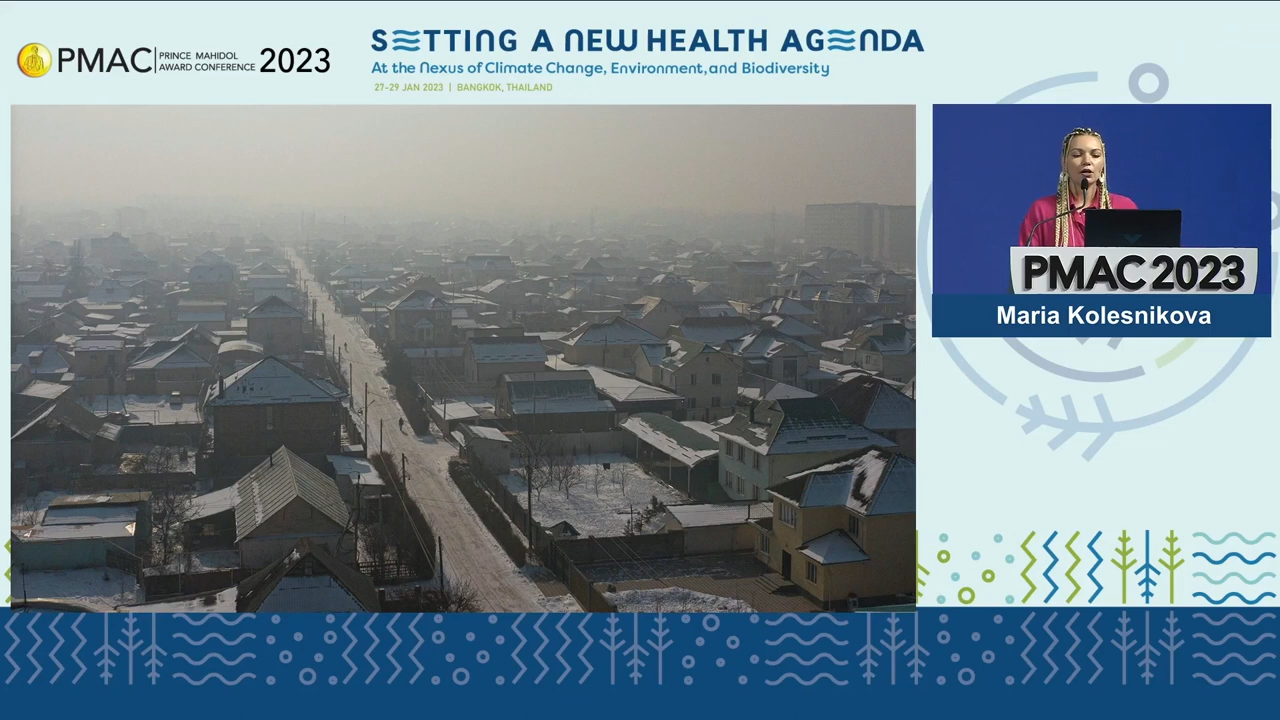 PMAC PRINCE MAHIDOL AWARD CONFERENCE 2023
SETTING A NEW HEALTH AGENDA
At the Nexus of Climate Change, Environment, and Biodiversity
27-29 JAN 2023 | BANGKOK, THAILAND
PMAC 2023
Maria Kolesnikova